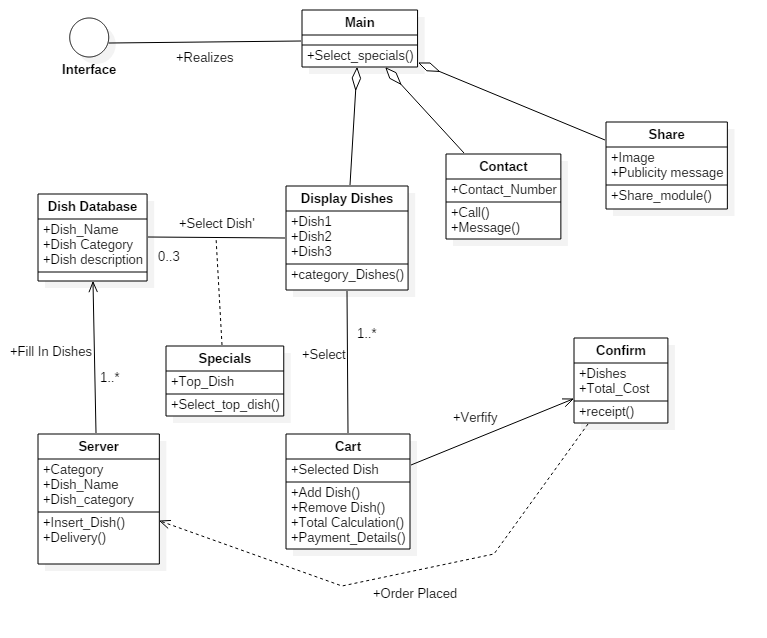 Main
+Select_specials()
Interface
+Realizes
Share
+Image
+Publicity message
+Share_module()
Contact
+Contact_Number
+Call()
+Message()
Dish Database
+Dish_Name
+Dish Category
+Dish description
+Select Dish'
0..3
Display Dishes
+Dish1
+Dish2
+Dish3
+category_Dishes()
+Fill In Dishes
1..*
Specials
+Top_Dish
+Select_top_dish()
+Select
1..*
Confirm
+Dishes
+Total_Cost
+receipt()
+Verfify
Server
+Category
+Dish_Name
+Dish_category
+Insert_Dish()
+Delivery()
Cart
+Selected Dish
+Add Dish()
+Remove Dish()
+Total Calculation()
+Payment_Details()
+Order Placed